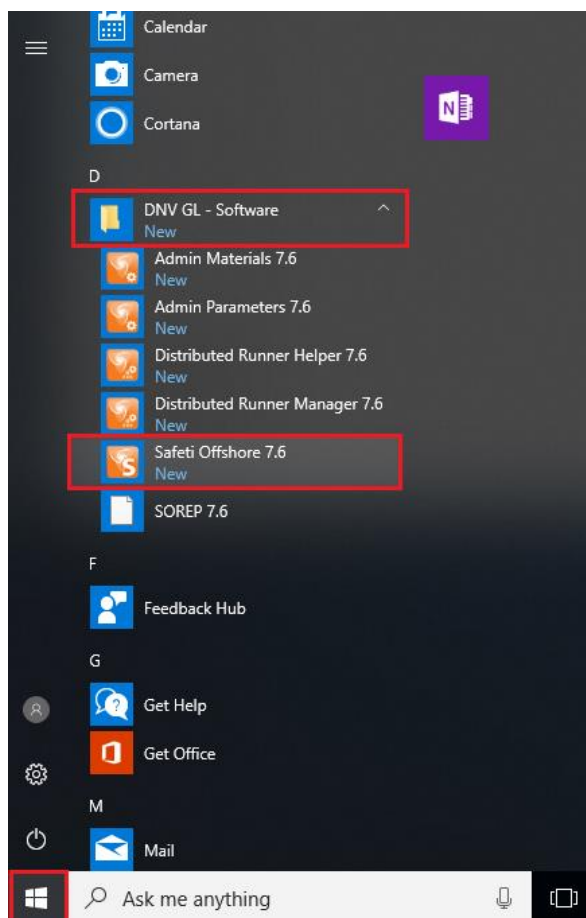 Calendar
Camera
N
Cortana
D
DNV GL - Software
New
Admin Materials 7.6
New
Admin Parameters 7.6
New
Distributed Runner Helper 7.6
New
Distributed Runner Manager 7.6
New
S
Safeti Offshore 7.6
New
SOREP 7.6
F
Feedback Hub
G
?
Get Help
Get Office
M
Mail
Ask me anything